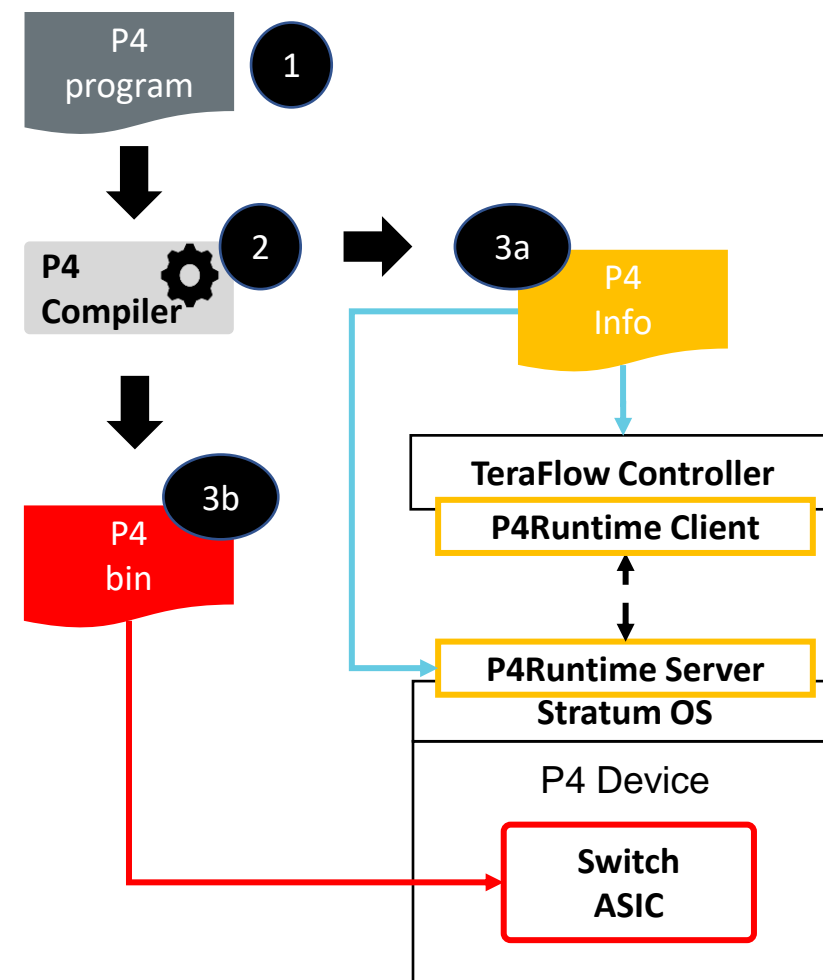 P4
program
1
P4
Compiler
2
3a
P4
Info
TeraFlow Controller
P4Runtime Client
3b
P4
bin
P4Runtime Server
Stratum OS
P4 Device
Switch
ASIC